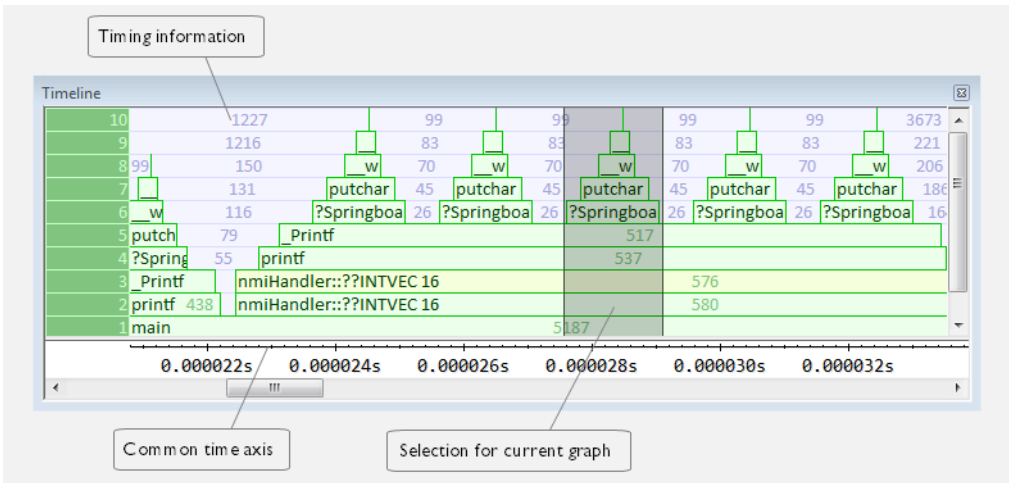 Timing information
Timeline
10 1227 99 99 99 99 3673
9 1216 83 83 83 83 221
8 99 150 __w 70 __w 70 __w 70 __w 70 __w 206
7 131 putchar 45 putchar 45 putchar 45 putchar 45 putchar 186
6 __w 116 ?Springboa 26 ?Springboa 26 ?Springboa 26 ?Springboa 26 ?Springboa 16
5 putch 79 _Printf 517
4 ?Spring 55 printf 537
3 _Printf nmiHandler::??INTVEC 16 576
2 printf 438 nmiHandler::??INTVEC 16 580
1 main 5187
0.000022s 0.000024s 0.000026s 0.000028s 0.000030s 0.000032s
Common time axis
Selection for current graph